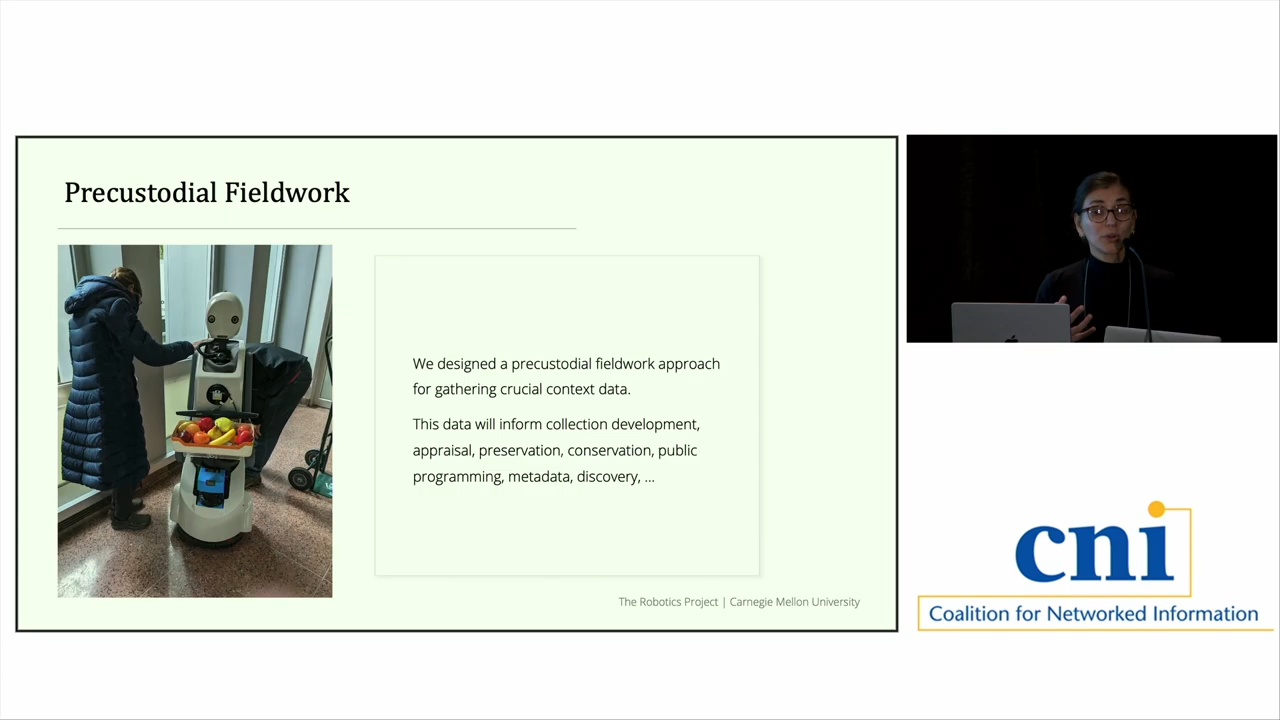 Precustodial Fieldwork
We designed a precustodial fieldwork approach
for gathering crucial context data.
This data will inform collection development,
appraisal, preservation, conservation, public
programming, metadata, discovery, ...
The Robotics Project | Carnegie Mellon University
cni
Coalition for Networked Information